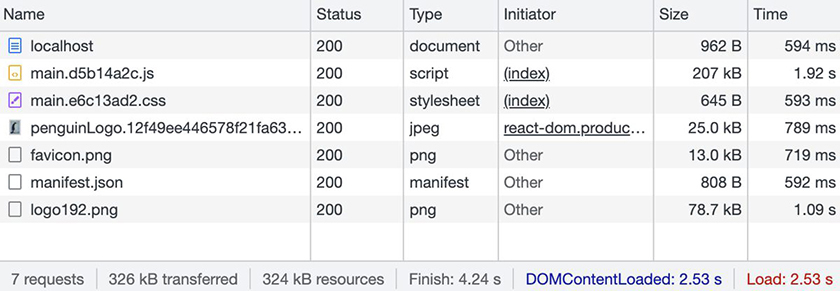 Name Status Type Initiator Size Time
localhost 200 document Other 962 B 594 ms
main.d5b14a2c.js 200 script (index) 207 kB 1.92 s
main.e6c13ad2.css 200 stylesheet (index) 645 B 593 ms
penguinLogo.12f49ee446578f21fa63... 200 jpeg react-dom.produc... 25.0 kB 789 ms
favicon.png 200 png Other 13.0 kB 719 ms
manifest.json 200 manifest Other 808 B 592 ms
logo192.png 200 png Other 78.7 kB 1.09 s
7 requests 326 kB transferred 324 kB resources Finish: 4.24 s DOMContentLoaded: 2.53 s Load: 2.53 s